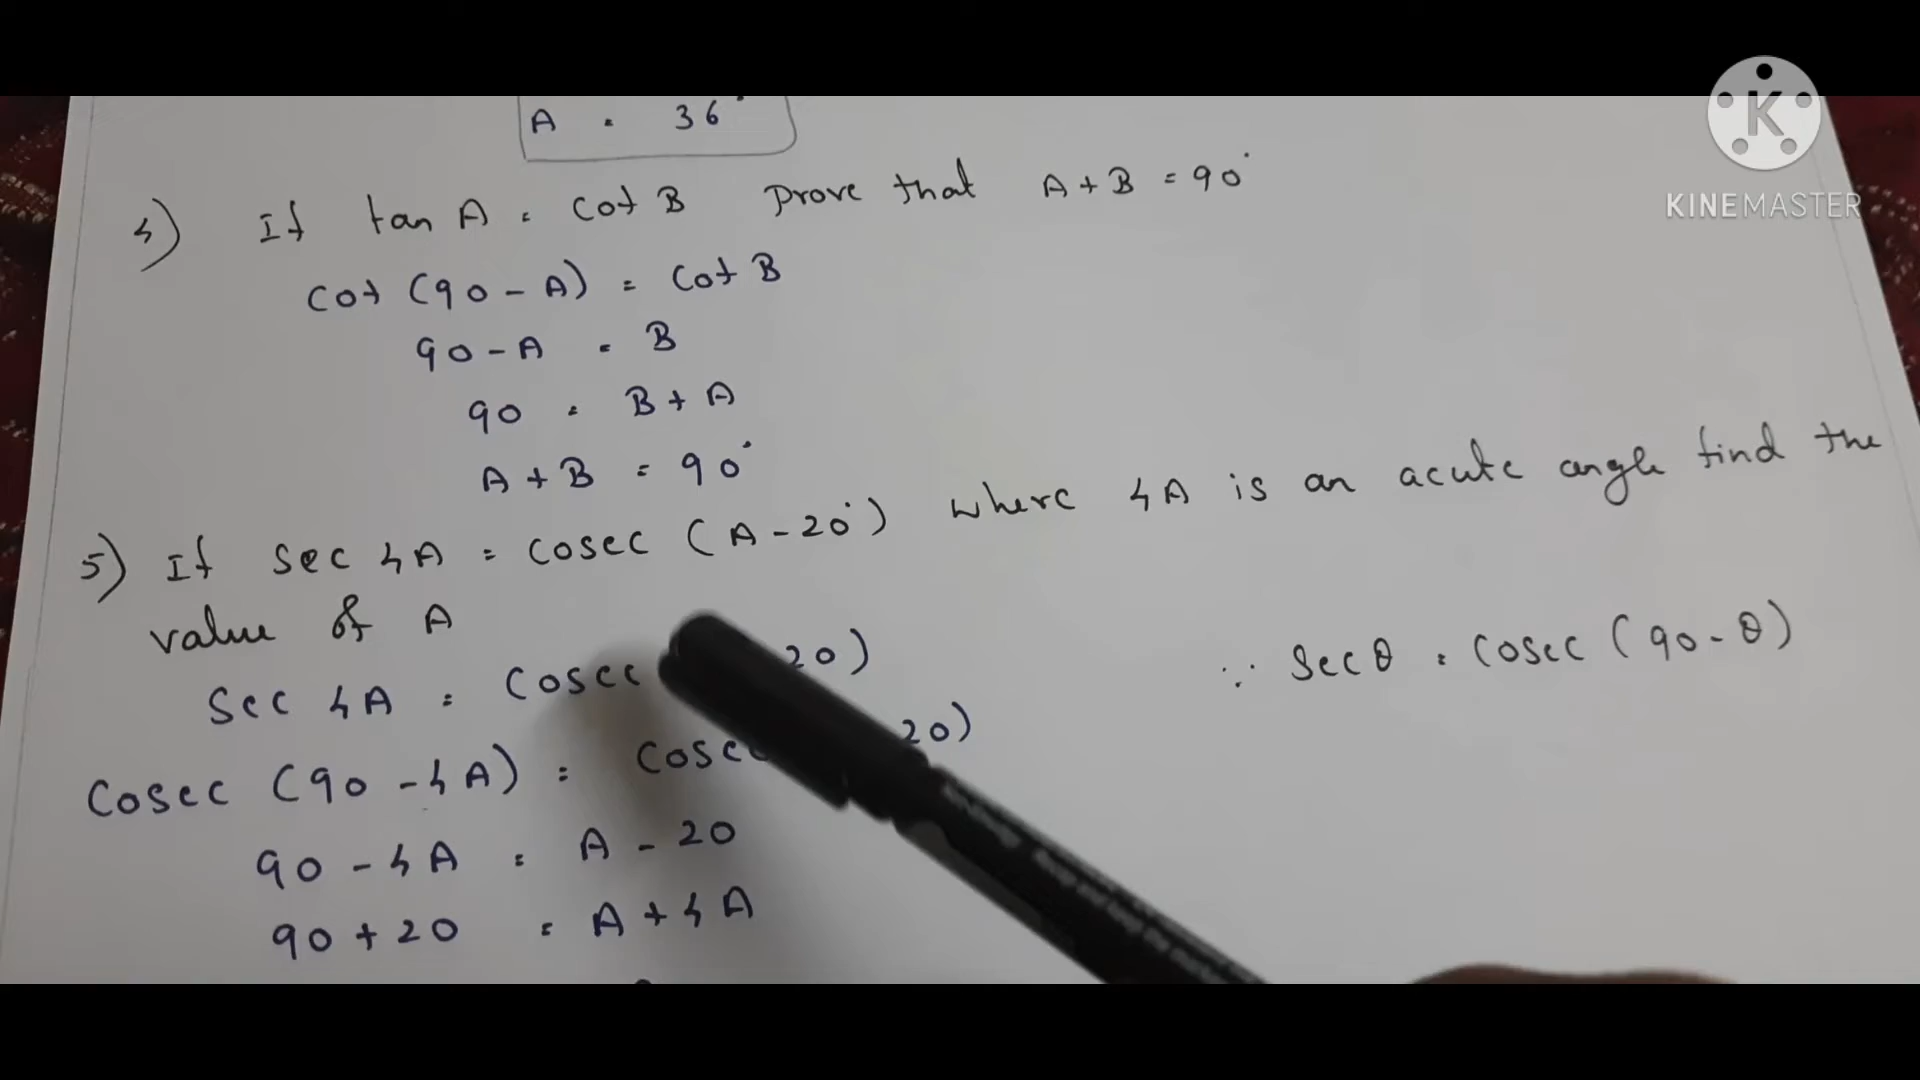 A = 36°
4) If tan A = cot B prove that A + B = 90°
cot (90 - A) = cot B
90 - A = B
90 = B + A
A + B = 90°
5) If sec 4A = cosec (A - 20°) where 4A is an acute angle find the
value of A
sec 4A = cosec 20)
∵ secθ = cosec (90 - θ)
cosec (90 - 4A) = 20)
90 - 4A = A - 20
90 + 20 = A + 4A
KINEMASTER